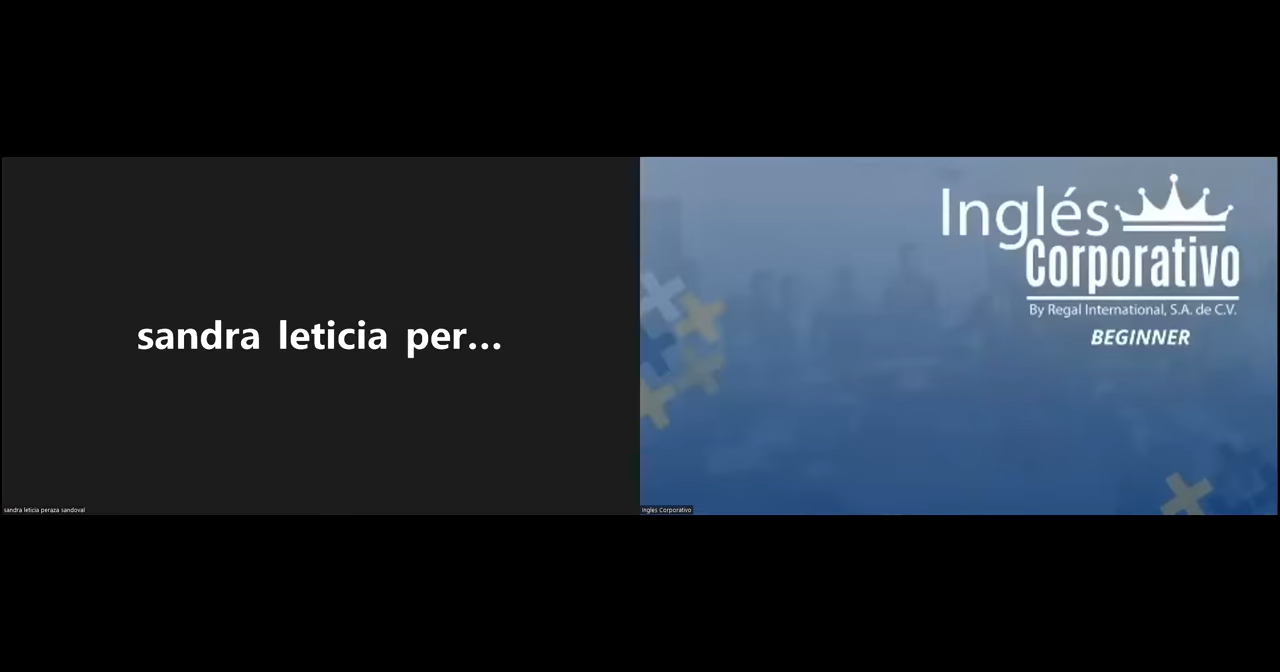 sandra leticia per...
sandra leticia peraza sandoval
Inglés
Corporativo
By Regal International, S.A. de C.V.
BEGINNER
Ingles Corporativo